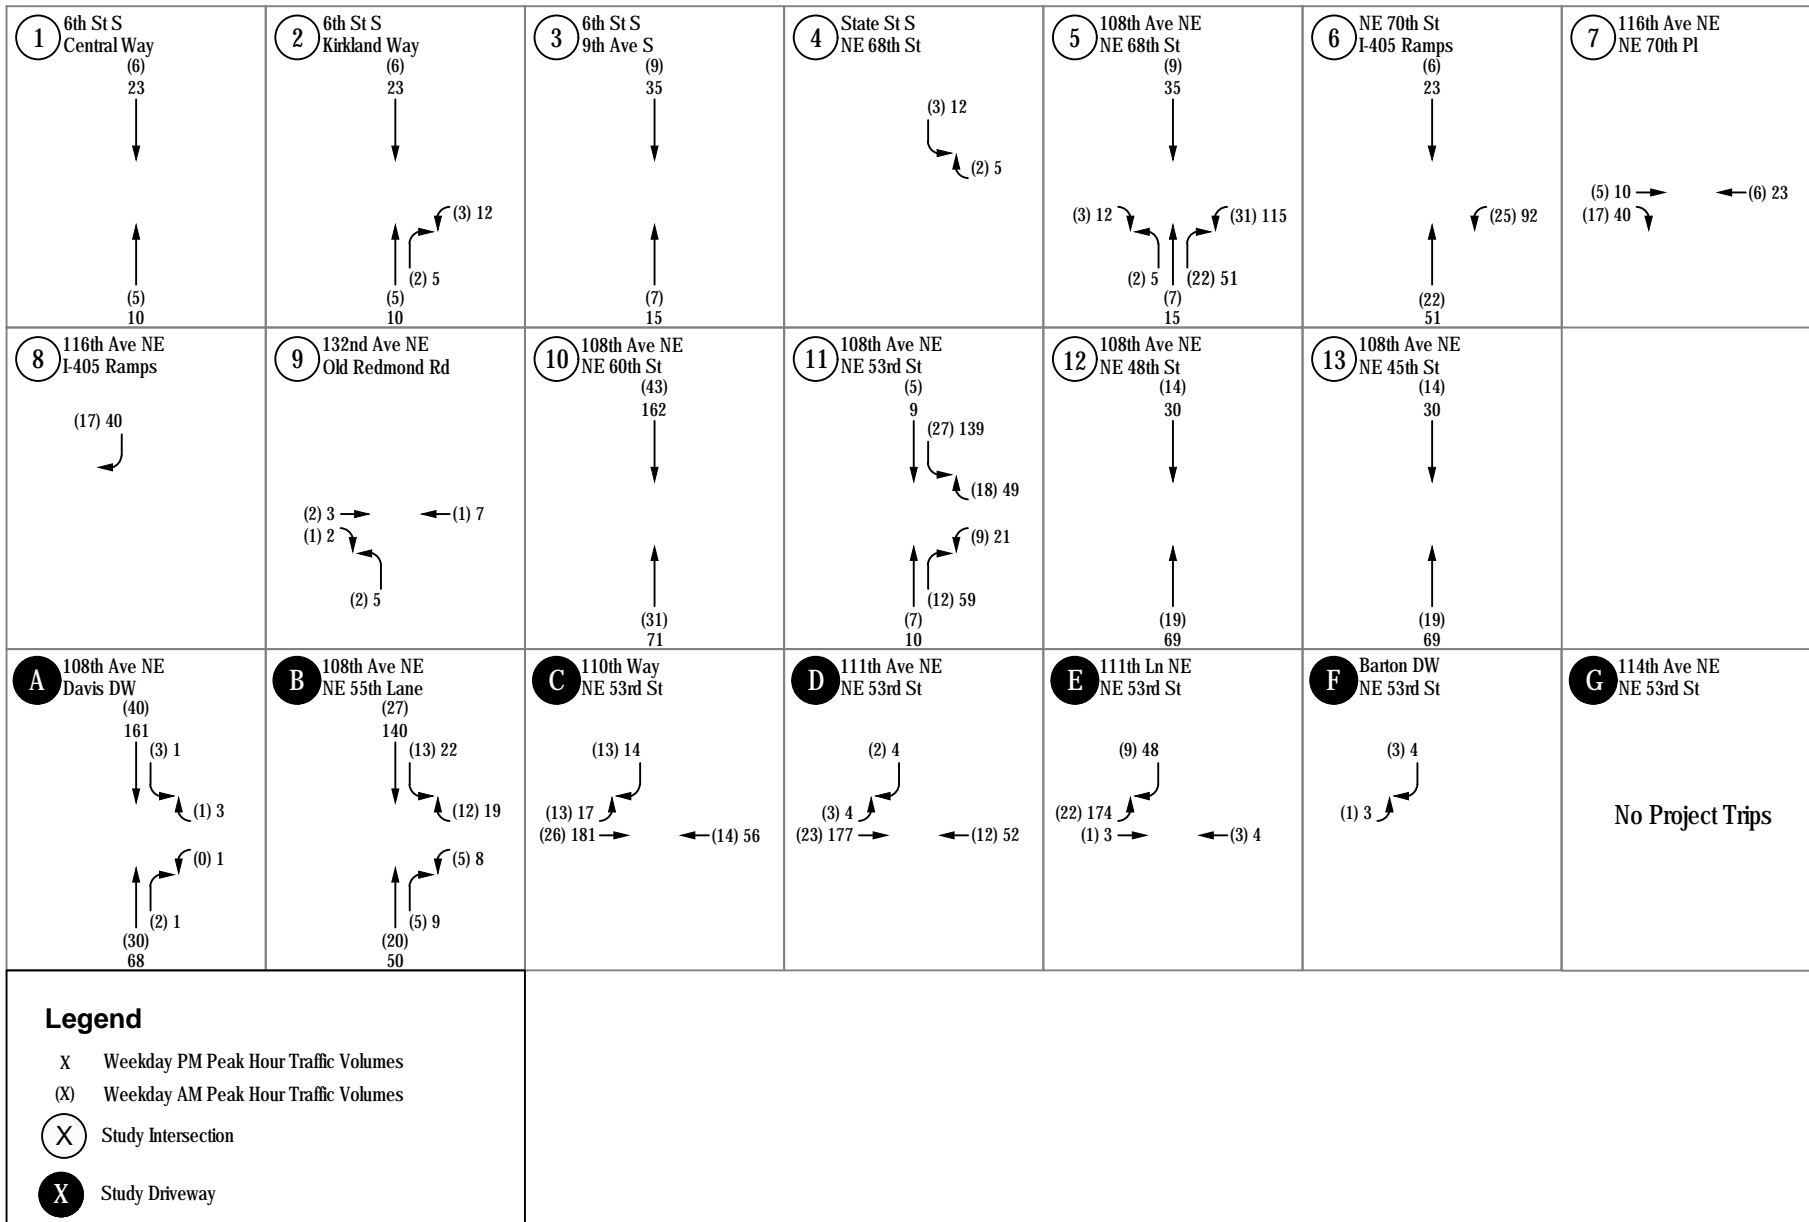 1
6th St S
Central Way
(6)
23
(5)
10
2
6th St S
Kirkland Way
(6)
23
(3) 12
(2) 5
(5)
10
3
6th St S
9th Ave S
(9)
35
(7)
15
4
State St S
NE 68th St
(3) 12
(2) 5
5
108th Ave NE
NE 68th St
(9)
35
(3) 12
(31) 115
(2) 5
(22) 51
(7)
15
6
NE 70th St
I-405 Ramps
(6)
23
(25) 92
(22)
51
7
116th Ave NE
NE 70th Pl
(5) 10
(6) 23
(17) 40
8
116th Ave NE
I-405 Ramps
(17) 40
9
132nd Ave NE
Old Redmond Rd
(2) 3
(1) 7
(1) 2
(2) 5
10
108th Ave NE
NE 60th St
(43)
162
(31)
71
11
108th Ave NE
NE 53rd St
(5)
9
(27) 139
(18) 49
(9) 21
(12) 59
(7)
10
12
108th Ave NE
NE 48th St
(14)
30
(19)
69
13
108th Ave NE
NE 45th St
(14)
30
(19)
69
A
108th Ave NE
Davis DW
(40)
161
(3) 1
(1) 3
(0) 1
(2) 1
(30)
68
B
108th Ave NE
NE 55th Lane
(27)
140
(13) 22
(12) 19
(5) 8
(5) 9
(20)
50
C
110th Way
NE 53rd St
(13) 14
(13) 17
(26) 181
(14) 56
D
111th Ave NE
NE 53rd St
(2) 4
(3) 4
(23) 177
(12) 52
E
111th Ln NE
NE 53rd St
(9) 48
(22) 174
(1) 3
(3) 4
F
Barton DW
NE 53rd St
(3) 4
(1) 3
G
114th Ave NE
NE 53rd St
No Project Trips
Legend
X Weekday PM Peak Hour Traffic Volumes
(X) Weekday AM Peak Hour Traffic Volumes
X Study Intersection
X Study Driveway